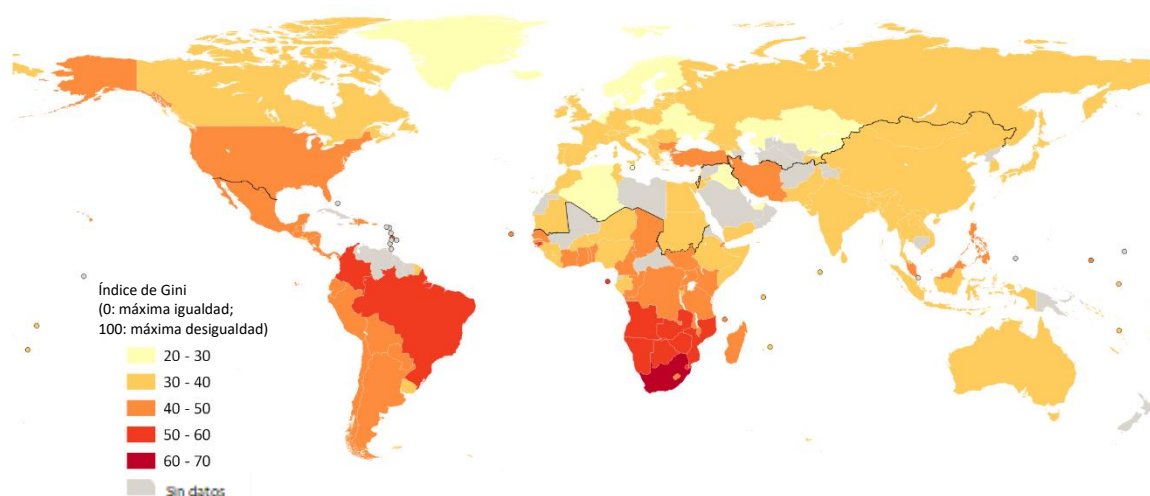 Índice de Gini
(0: máxima igualdad;
100: máxima desigualdad)
20 - 30
30 - 40
40 - 50
50 - 60
60 - 70
Sin datos